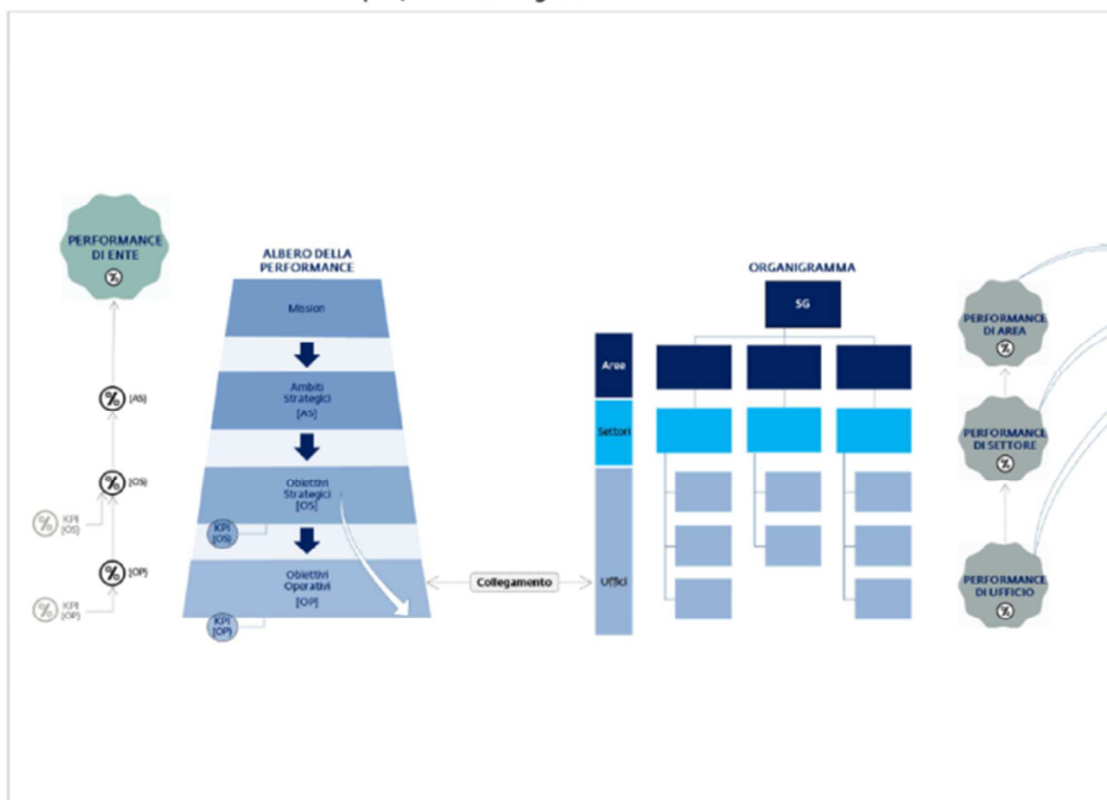 PERFORMANCE
DI ENTE
%
% [AS]
% [OS]
% KPI
[OS]
% [OP]
% KPI
[OP]
ALBERO DELLA
PERFORMANCE
Mission
Ambiti
Strategici
[AS]
Obiettivi
Strategici
[OS]
KPI
[OS]
Obiettivi
Operativi
[OP]
KPI
[OP]
Collegamento
ORGANIGRAMMA
SG
Aree
Settori
Uffici
PERFORMANCE
DI AREA
%
PERFORMANCE
DI SETTORE
%
PERFORMANCE
DI UFFICIO
%